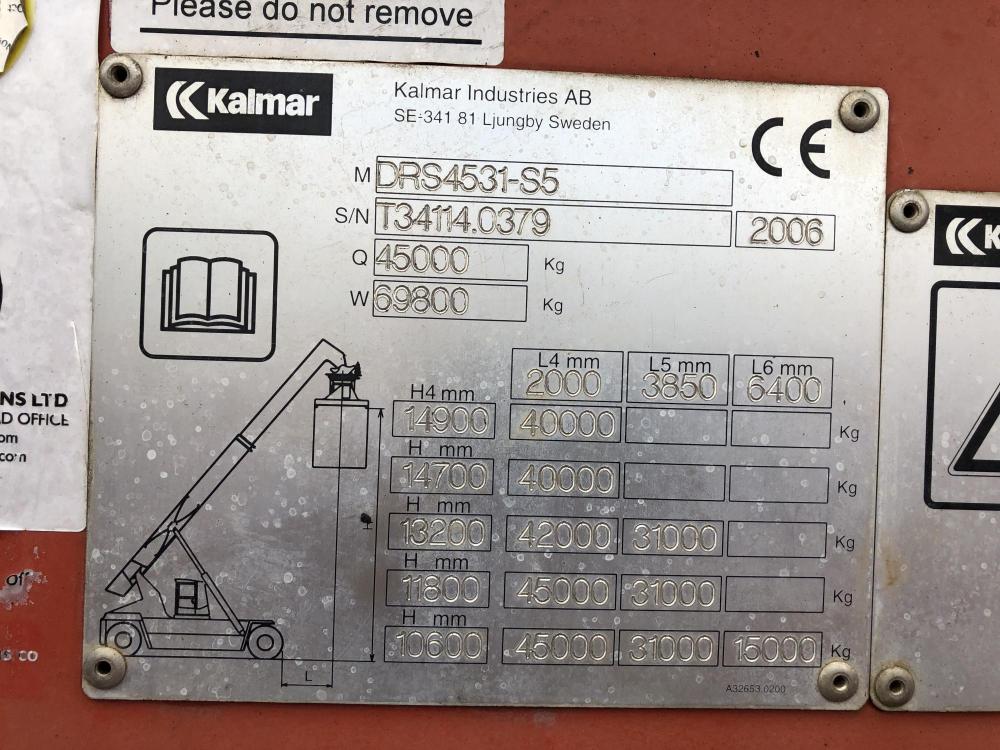 Please do not remove
Kalmar
Kalmar Industries AB
SE-341 81 Ljungby Sweden
CE
M DRS4531-S5
S/N T34114.0379 2006
Q 45000 Kg
W 69800 Kg
L4 mm L5 mm L6 mm
2000 3850 6400
H4 mm
14900 40000 Kg
H mm
14700 40000 Kg
H mm
13200 42000 31000 Kg
H mm
11800 45000 31000 Kg
H mm
10600 45000 31000 15000 Kg
H
L
A32653.0200
NS LTD
D OFFICE
om
com
of
s co
K